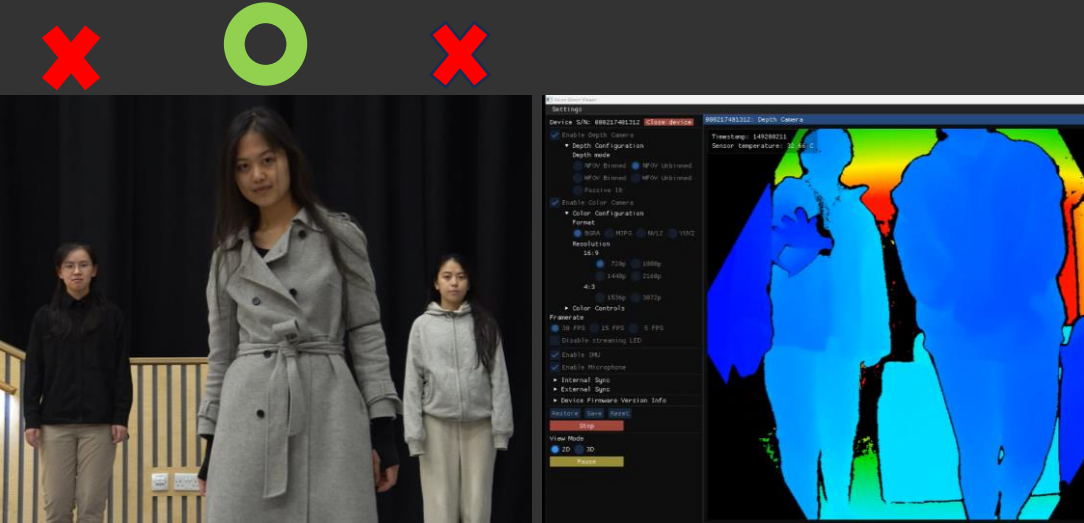 Settings
Device S/N: 000217401312 Close device
Enable Depth Camera
Depth Configuration
Depth mode
NFOV Binned NFOV Unbinned
WFOV Binned WFOV Unbinned
Passive IR
Enable Color Camera
Color Configuration
Format
BGRA MJPG NV12 YUY2
Resolution
16:9
720p 1080p
1440p 2160p
4:3
1536p 3072p
Color Controls
Framerate
30 FPS 15 FPS 5 FPS
Disable streaming LED
Enable IMU
Enable Microphone
Internal Sync
External Sync
Device Firmware Version Info
Restore Save Reset
Stop
View Mode
2D 3D
Pause
000217401312: Depth Camera
Timestamp: 149200211
Sensor temperature: C